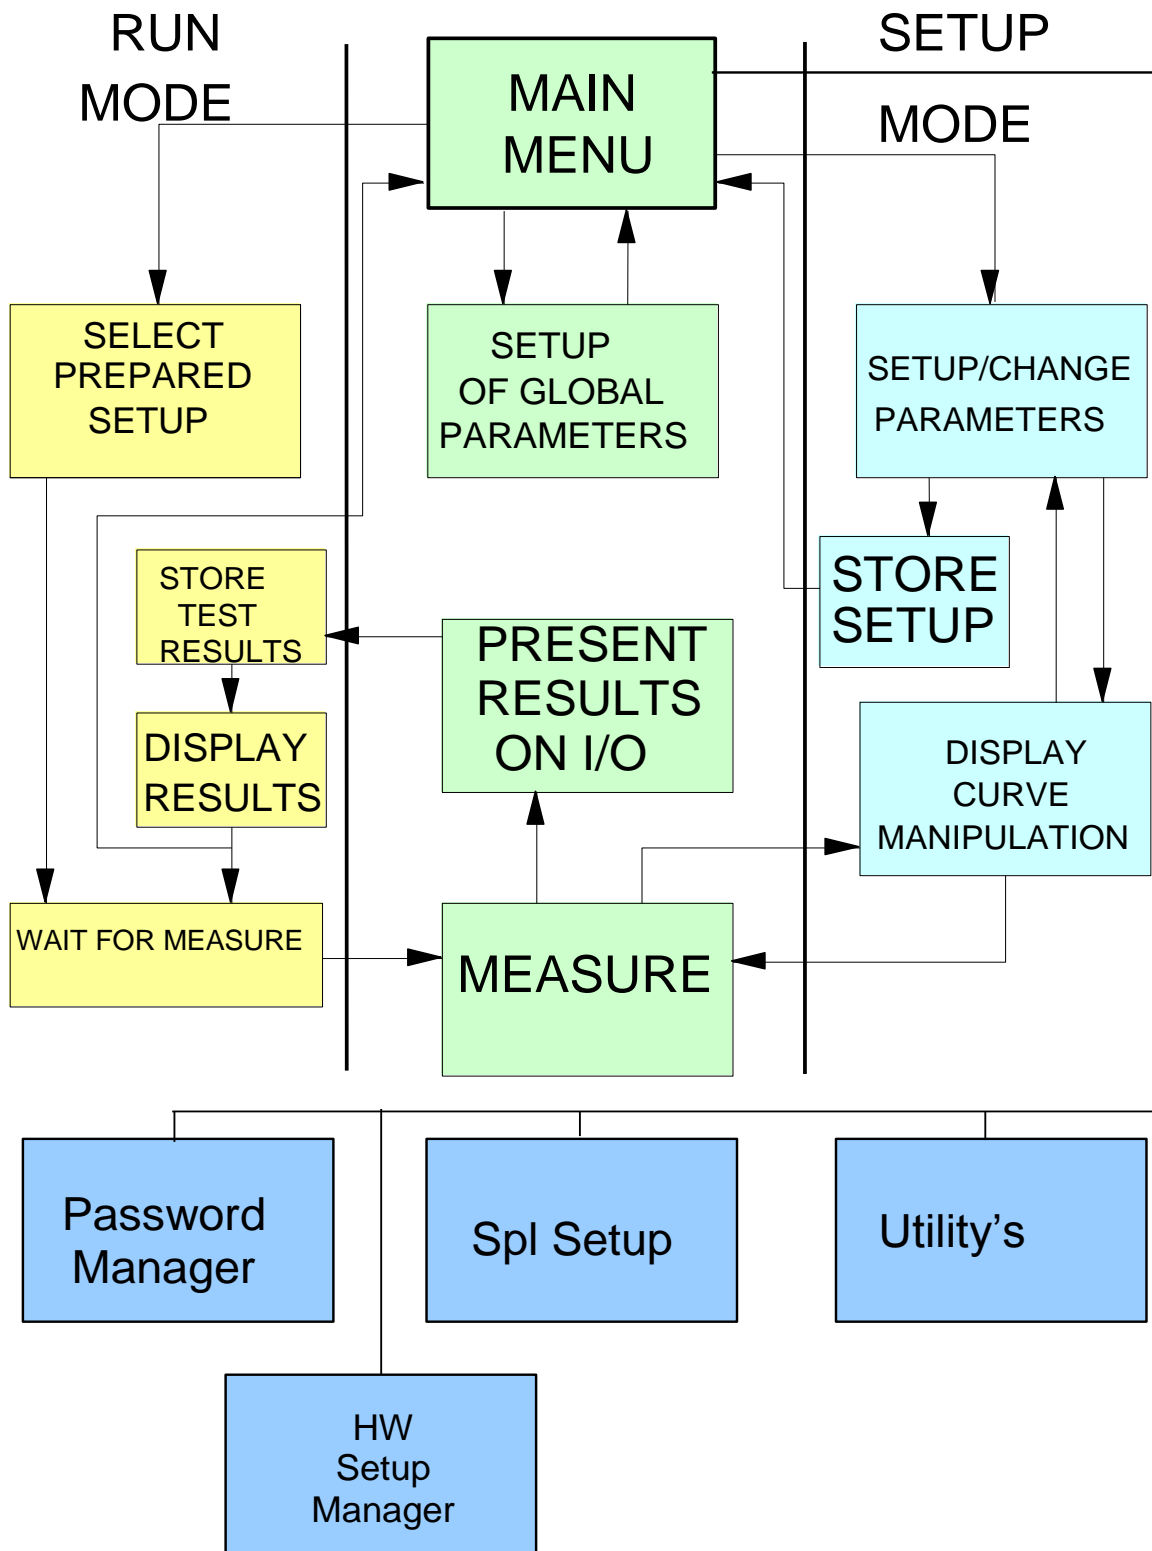 RUN
MODE
MAIN
MENU
SETUP
MODE
SELECT
PREPARED
SETUP
SETUP
OF GLOBAL
PARAMETERS
SETUP/CHANGE
PARAMETERS
STORE
TEST
RESULTS
PRESENT
RESULTS
ON I/O
STORE
SETUP
DISPLAY
RESULTS
DISPLAY
CURVE
MANIPULATION
WAIT FOR MEASURE
MEASURE
Password
Manager
Spl Setup
Utility’s
HW
Setup
Manager